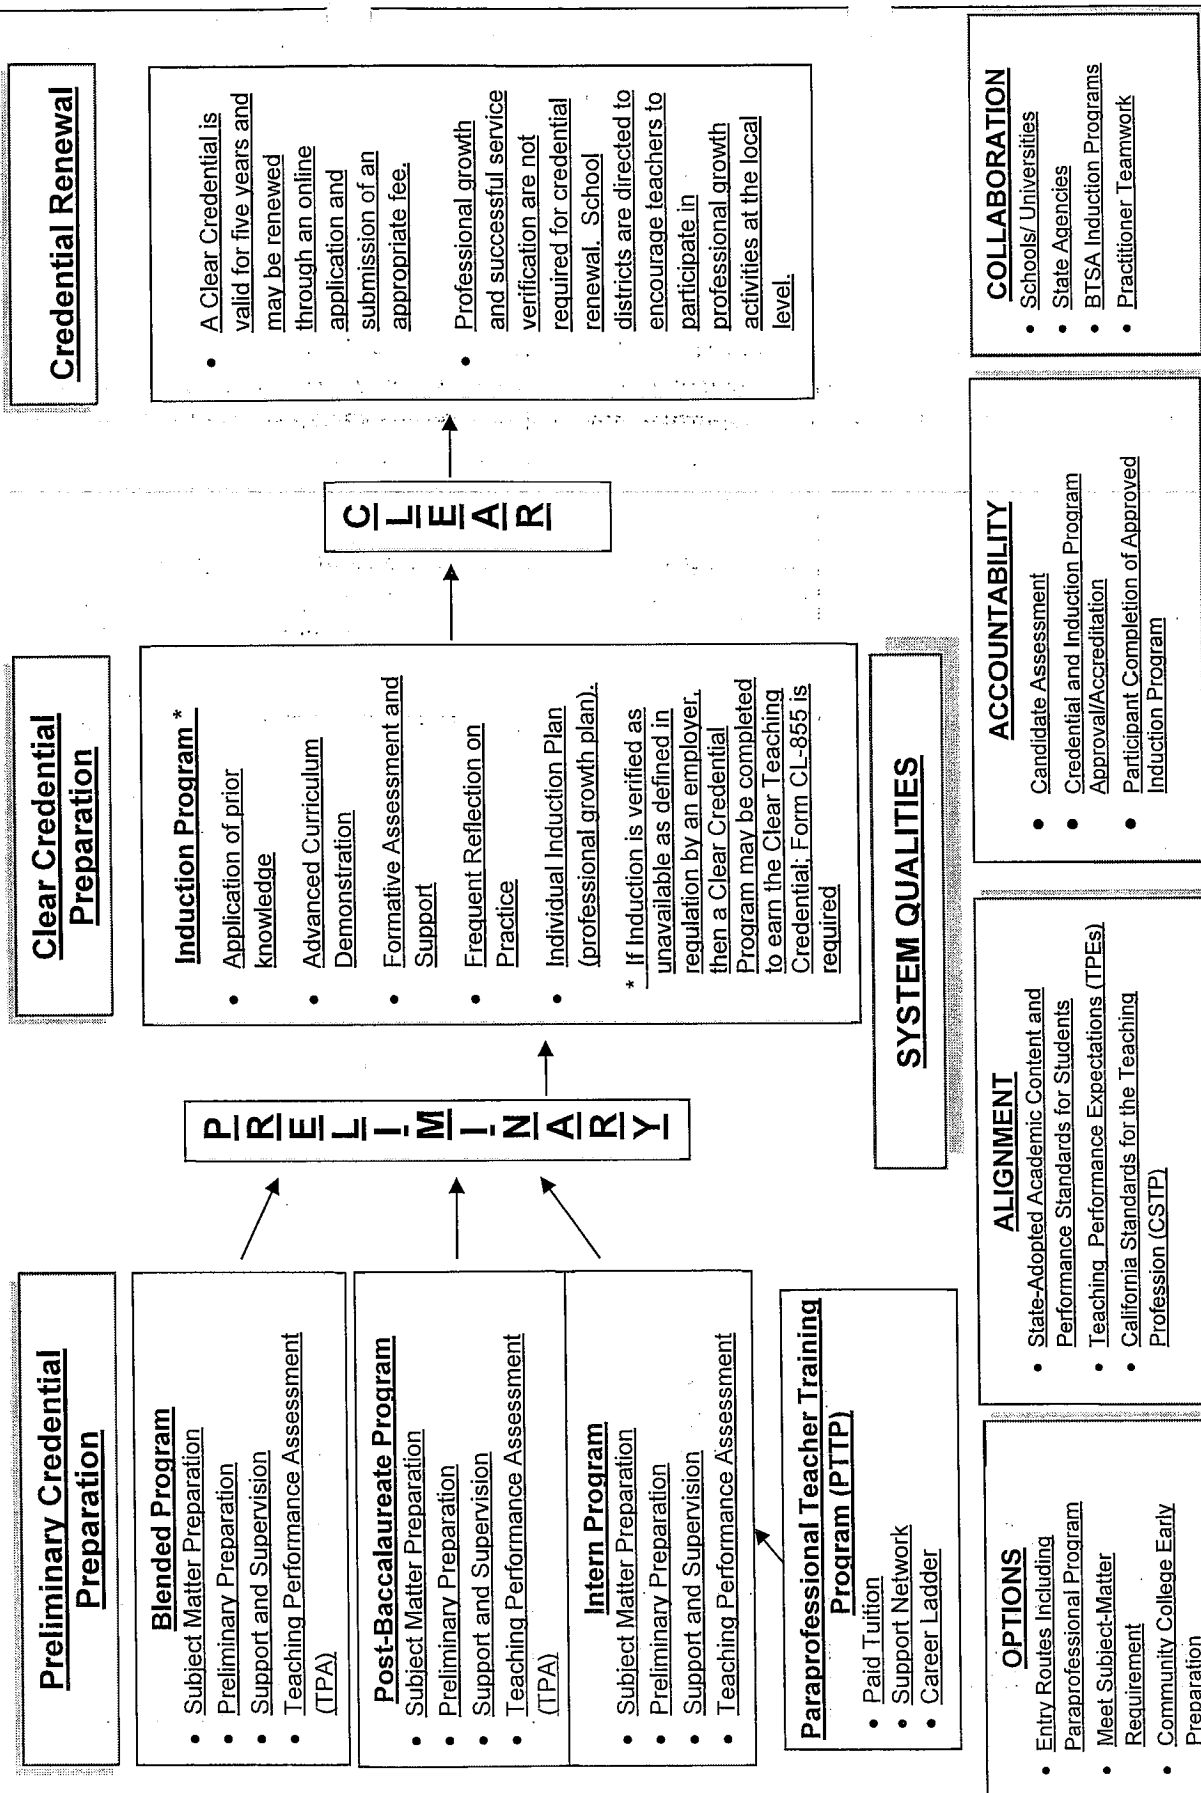 Preliminary Credential
Preparation
Blended Program
• Subject Matter Preparation
• Preliminary Preparation
• Support and Supervision
• Teaching Performance Assessment
(TPA)
Post-Baccalaureate Program
• Subject Matter Preparation
• Preliminary Preparation
• Support and Supervision
• Teaching Performance Assessment
(TPA)
Intern Program
• Subject Matter Preparation
• Preliminary Preparation
• Support and Supervision
• Teaching Performance Assessment
Paraprofessional Teacher Training
Program (PTTP)
• Paid Tuition
• Support Network
• Career Ladder
P
R
E
L
I
M
I
N
A
R
Y
Clear Credential
Preparation
Induction Program *
• Application of prior
knowledge
• Advanced Curriculum
Demonstration
• Formative Assessment and
Support
• Frequent Reflection on
Practice
• Individual Induction Plan
(professional growth plan).
* If Induction is verified as
unavailable as defined in
regulation by an employer,
then a Clear Credential
Program may be completed
to earn the Clear Teaching
Credential; Form CL-855 is
required
C
L
E
A
R
Credential Renewal
• A Clear Credential is
valid for five years and
may be renewed
through an online
application and
submission of an
appropriate fee.
• Professional growth
and successful service
verification are not
required for credential
renewal. School
districts are directed to
encourage teachers to
participate in
professional growth
activities at the local
level.
SYSTEM QUALITIES
OPTIONS
• Entry Routes Including
Paraprofessional Program
• Meet Subject-Matter
Requirement
• Community College Early
Preparation
ALIGNMENT
• State-Adopted Academic Content and
Performance Standards for Students
• Teaching Performance Expectations (TPEs)
• California Standards for the Teaching
Profession (CSTP)
ACCOUNTABILITY
• Candidate Assessment
• Credential and Induction Program
Approval/Accreditation
• Participant Completion of Approved
Induction Program
COLLABORATION
• Schools/ Universities
• State Agencies
• BTSA Induction Programs
• Practitioner Teamwork